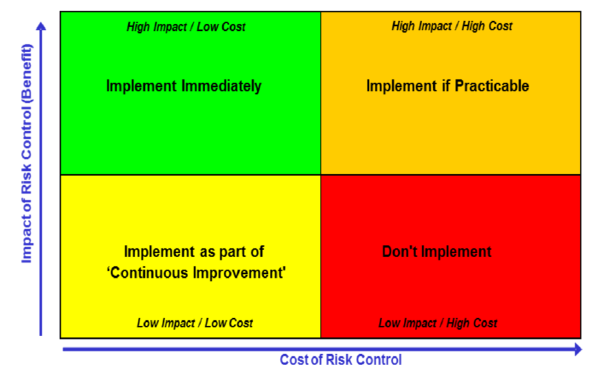 High Impact / Low Cost
High Impact / High Cost
Implement Immediately
Implement if Practicable
Impact of Risk Control (Benefit)
Implement as part of
‘Continuous Improvement'
Don't Implement
Low Impact / Low Cost
Low Impact / High Cost
Cost of Risk Control